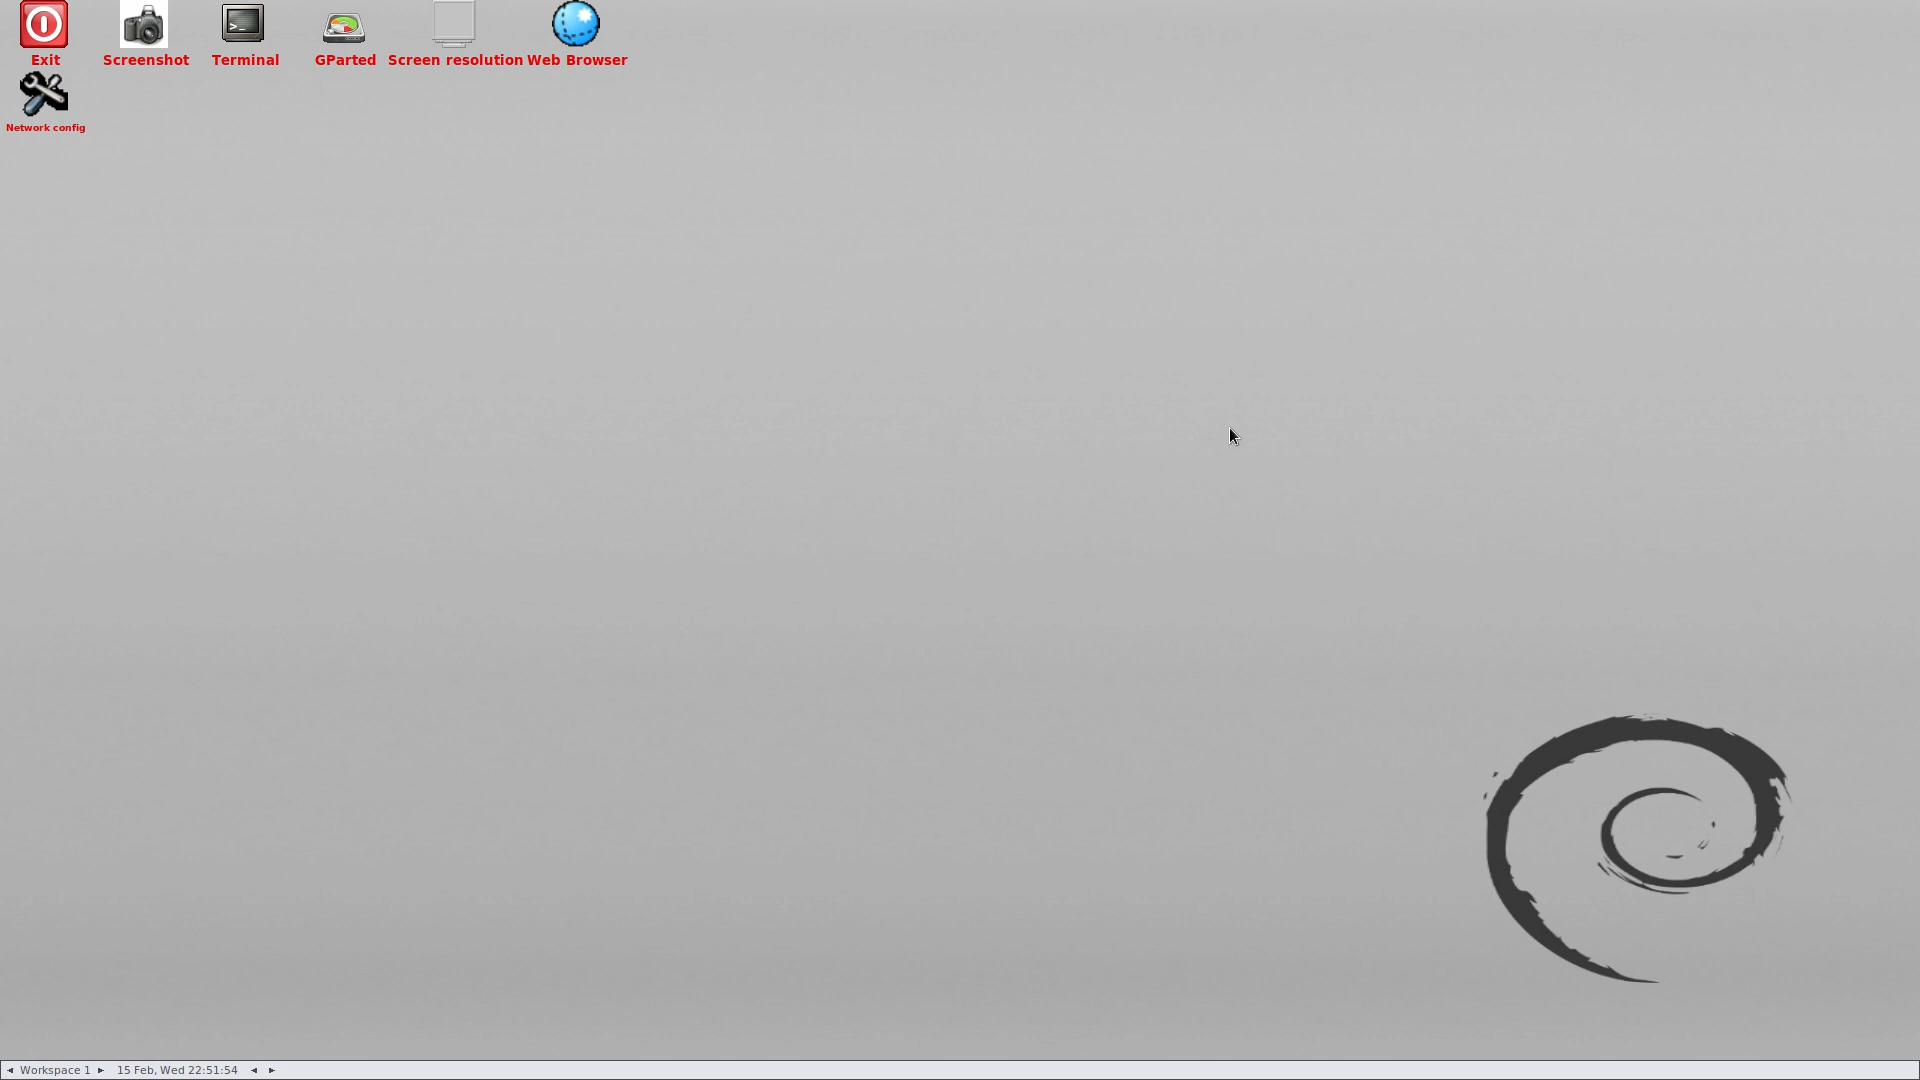 Exit Screenshot Terminal GParted Screen resolution Web Browser
Network config
Workspace 1 15 Feb, Wed 22:51:54